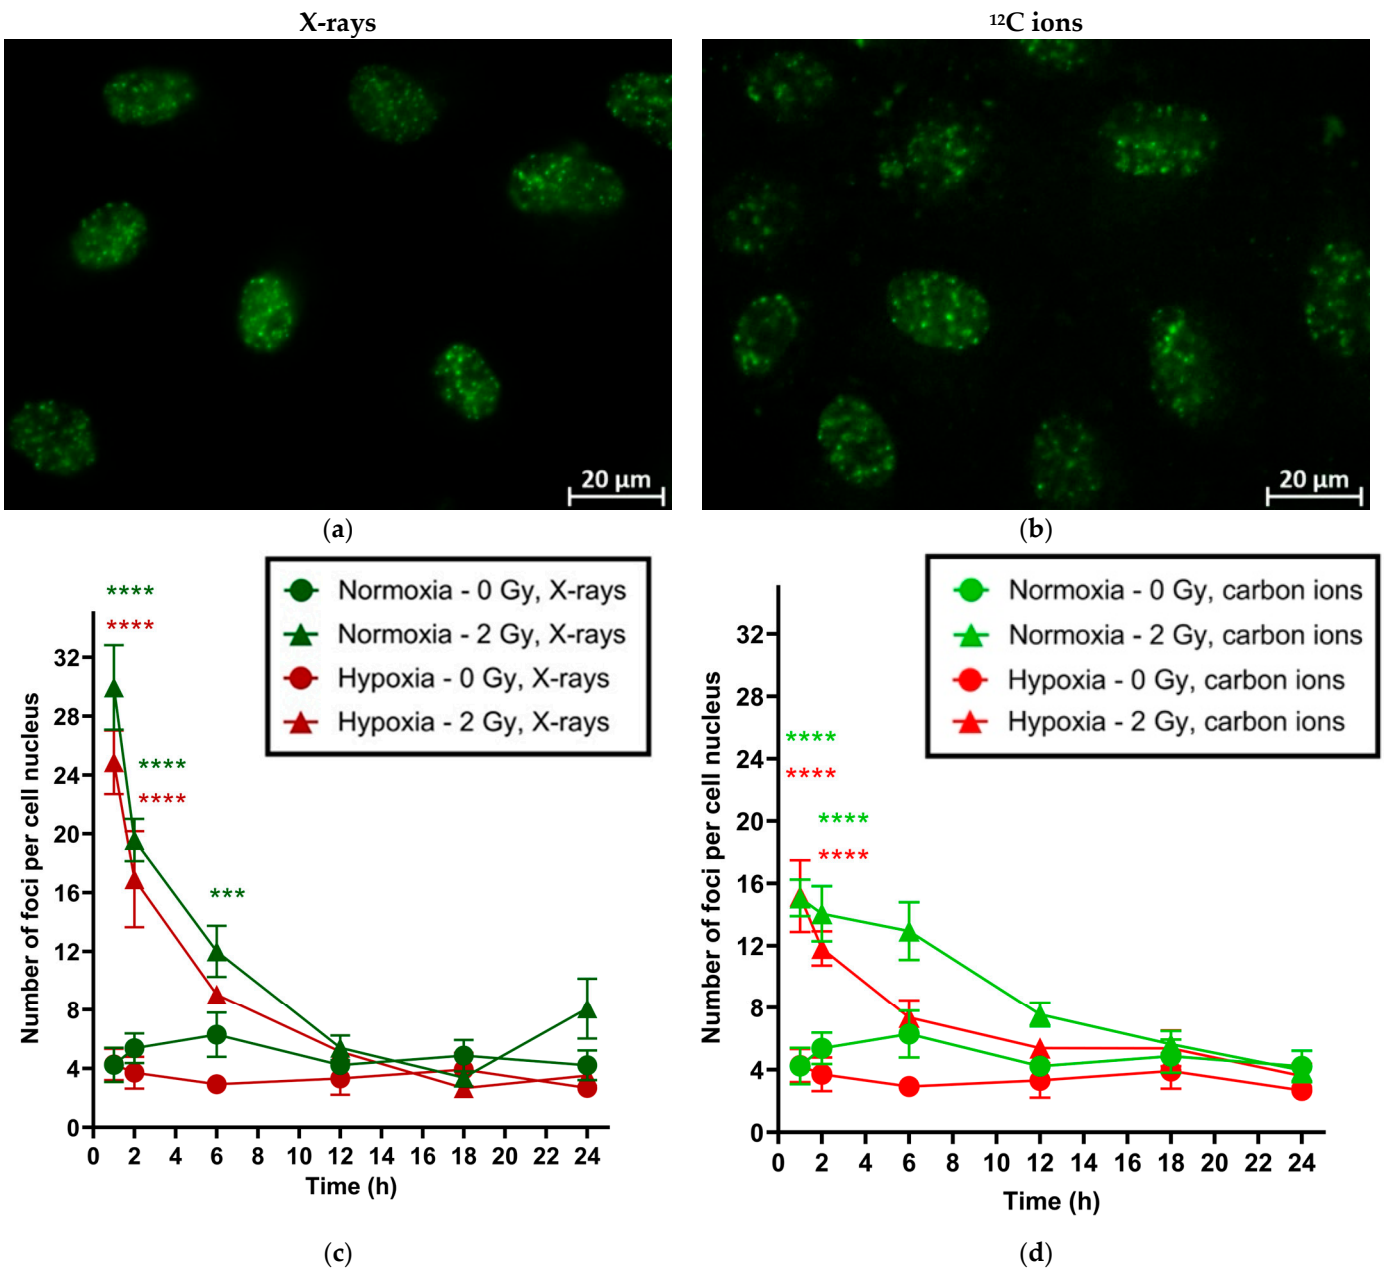 X-rays
¹²C ions
20 µm
20 µm
(a)
(b)
Normoxia - 0 Gy, X-rays
Normoxia - 2 Gy, X-rays
Hypoxia - 0 Gy, X-rays
Hypoxia - 2 Gy, X-rays
****
****
****
****
***
Number of foci per cell nucleus
32
28
24
20
16
12
8
4
0
0 2 4 6 8 10 12 14 16 18 20 22 24
Time (h)
(c)
Normoxia - 0 Gy, carbon ions
Normoxia - 2 Gy, carbon ions
Hypoxia - 0 Gy, carbon ions
Hypoxia - 2 Gy, carbon ions
****
****
****
****
Number of foci per cell nucleus
32
28
24
20
16
12
8
4
0
0 2 4 6 8 10 12 14 16 18 20 22 24
Time (h)
(d)